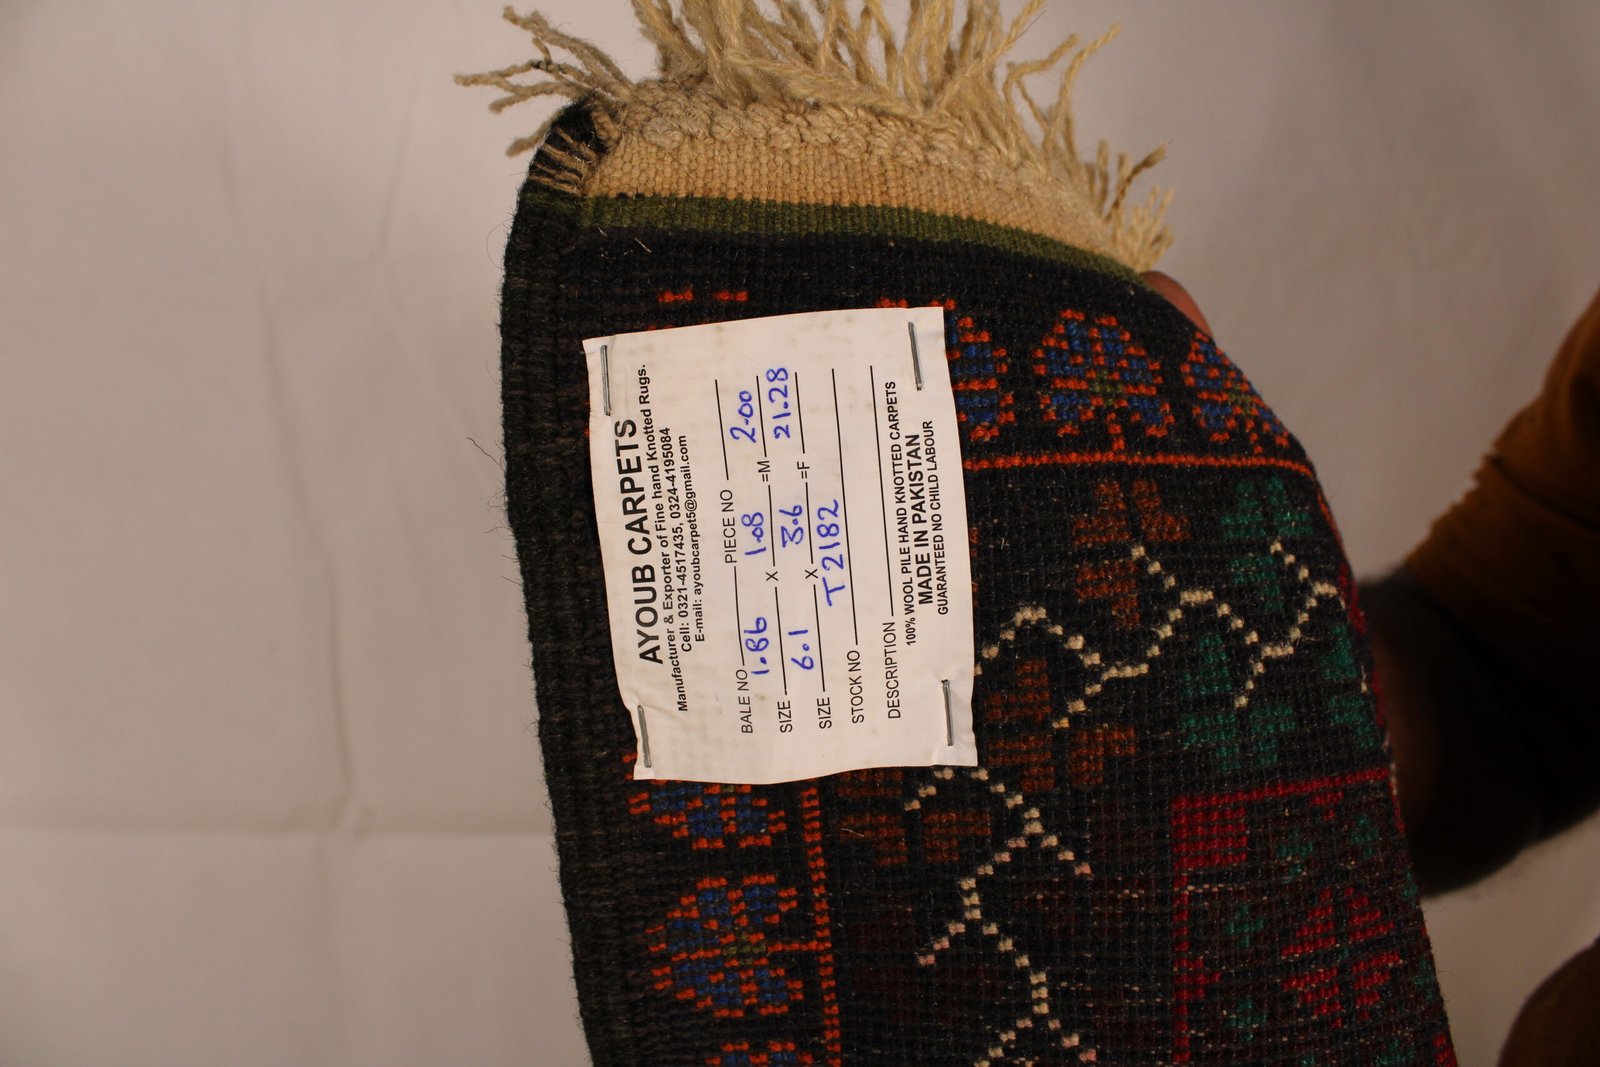 AYOUB CARPETS
Manufacturer & Exporter of Fine hand Knotted Rugs.
Cell: 0321-4517435, 0324-4195084
E-mail: ayoubcarpet5@gmail.com
BALE NO PIECE NO
SIZE 1.86 X 1.08 =M 2.00
SIZE 6.1 X 3.6 =F 21.28
STOCK NO T2182
DESCRIPTION
100% WOOL PILE HAND KNOTTED CARPETS
MADE IN PAKISTAN
GUARANTEED NO CHILD LABOUR